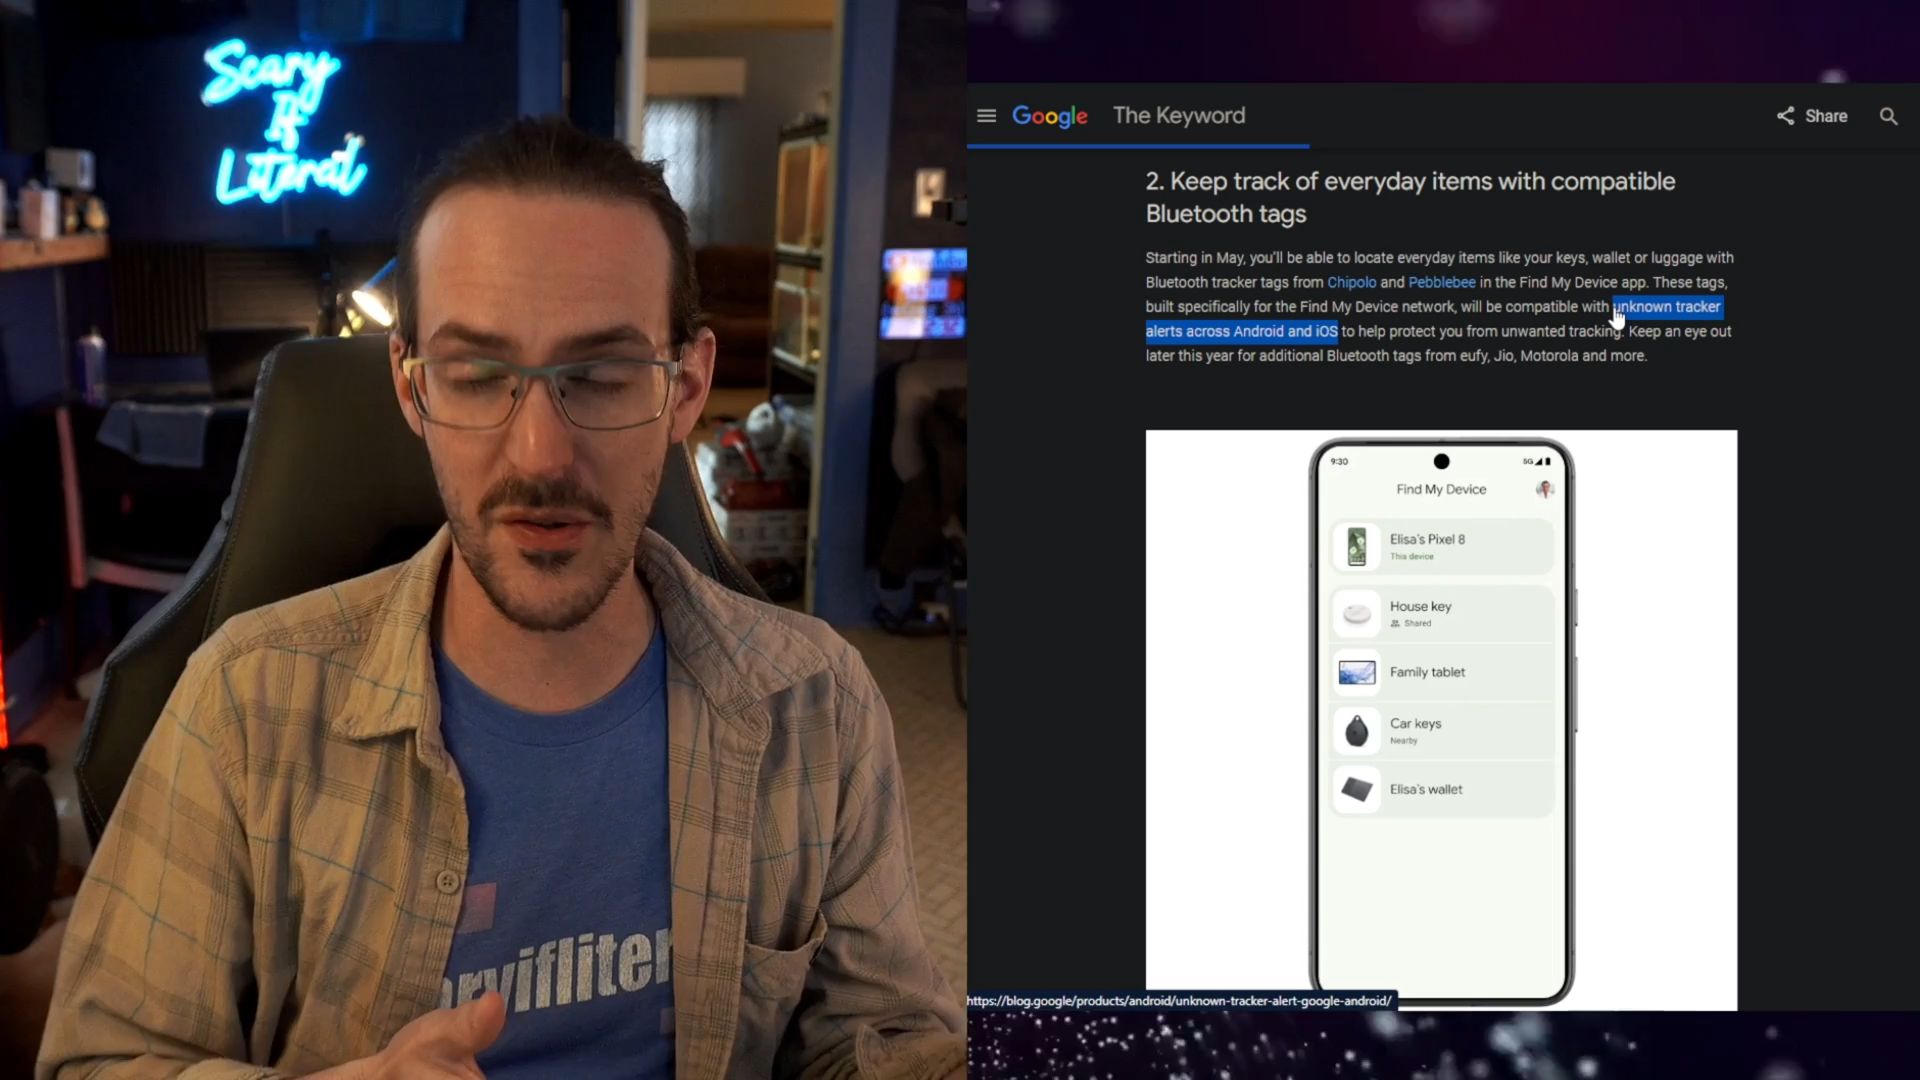 Scary
If
Literal
aryifliter
Google The Keyword
Share
2. Keep track of everyday items with compatible
Bluetooth tags
Starting in May, you'll be able to locate everyday items like your keys, wallet or luggage with
Bluetooth tracker tags from Chipolo and Pebblebee in the Find My Device app. These tags,
built specifically for the Find My Device network, will be compatible with unknown tracker
alerts across Android and iOS to help protect you from unwanted tracking. Keep an eye out
later this year for additional Bluetooth tags from eufy, Jio, Motorola and more.
9:30
5G
Find My Device
Elisa's Pixel 8
This device
House key
Shared
Family tablet
Car keys
Nearby
Elisa's wallet
https://blog.google/products/android/unknown-tracker-alert-google-android/